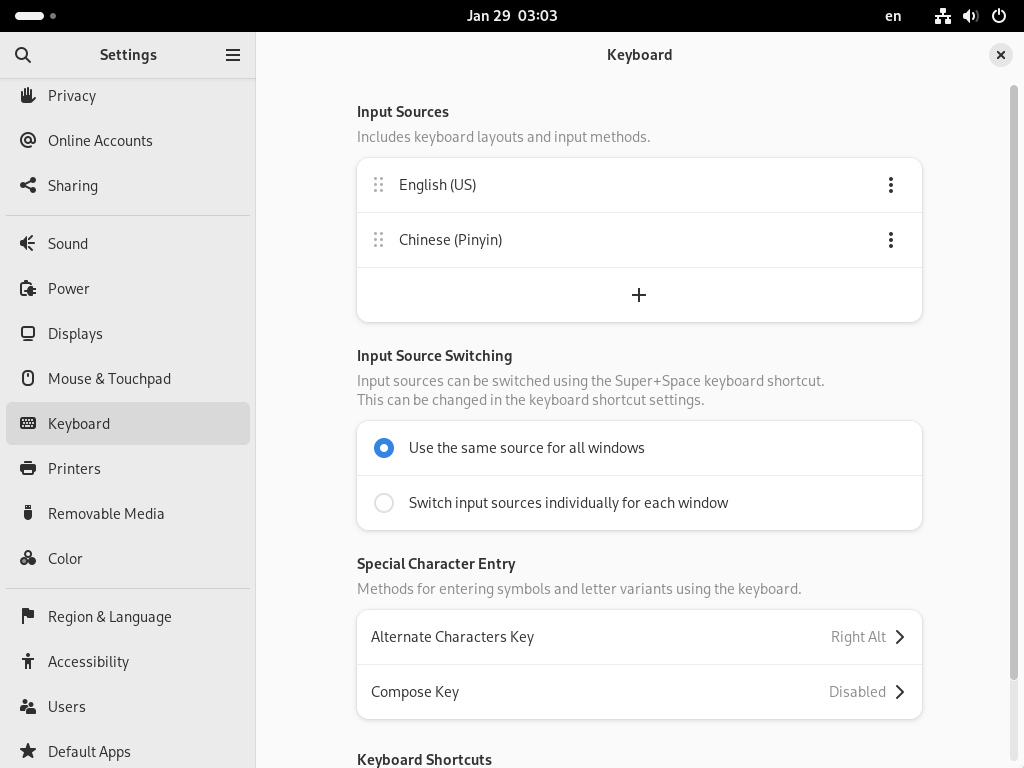 Jan 29 03:03
en
Settings
Keyboard
Privacy
Online Accounts
Sharing
Sound
Power
Displays
Mouse & Touchpad
Keyboard
Printers
Removable Media
Color
Region & Language
Accessibility
Users
Default Apps
Input Sources
Includes keyboard layouts and input methods.
English (US)
Chinese (Pinyin)
Input Source Switching
Input sources can be switched using the Super+Space keyboard shortcut.
This can be changed in the keyboard shortcut settings.
Use the same source for all windows
Switch input sources individually for each window
Special Character Entry
Methods for entering symbols and letter variants using the keyboard.
Alternate Characters Key Right Alt
Compose Key Disabled
Keyboard Shortcuts